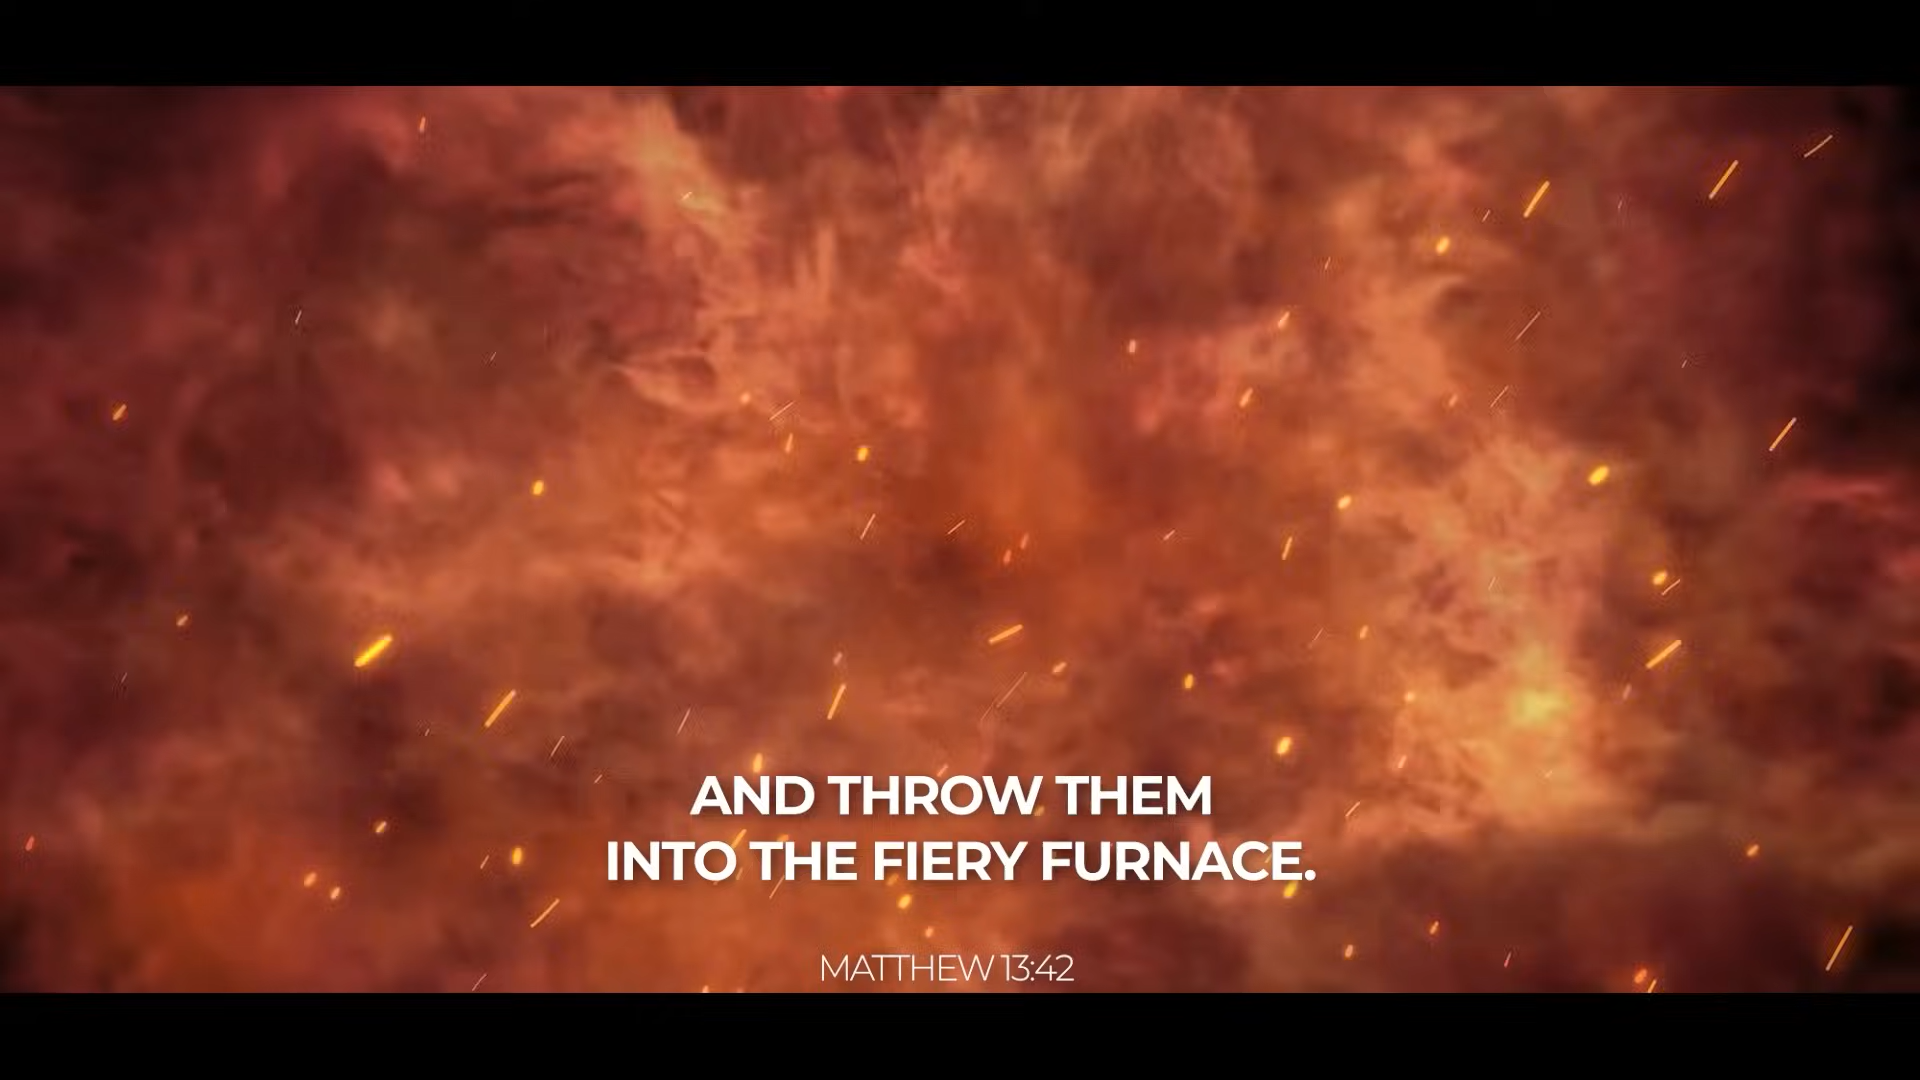 AND THROW THEM
INTO THE FIERY FURNACE.
MATTHEW 13:42